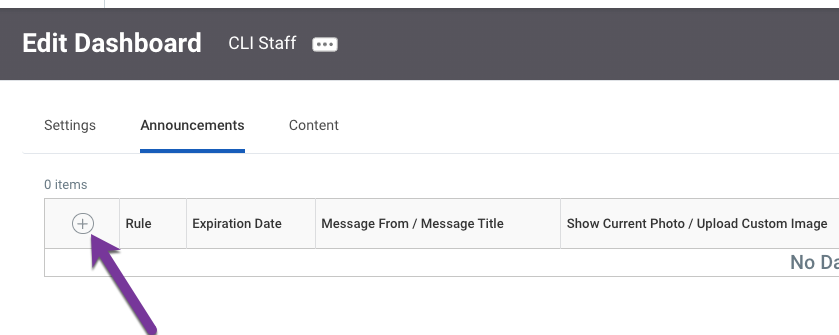 Edit Dashboard CLI Staff
Settings Announcements Content
0 items
Rule Expiration Date Message From / Message Title Show Current Photo / Upload Custom Image
No Da